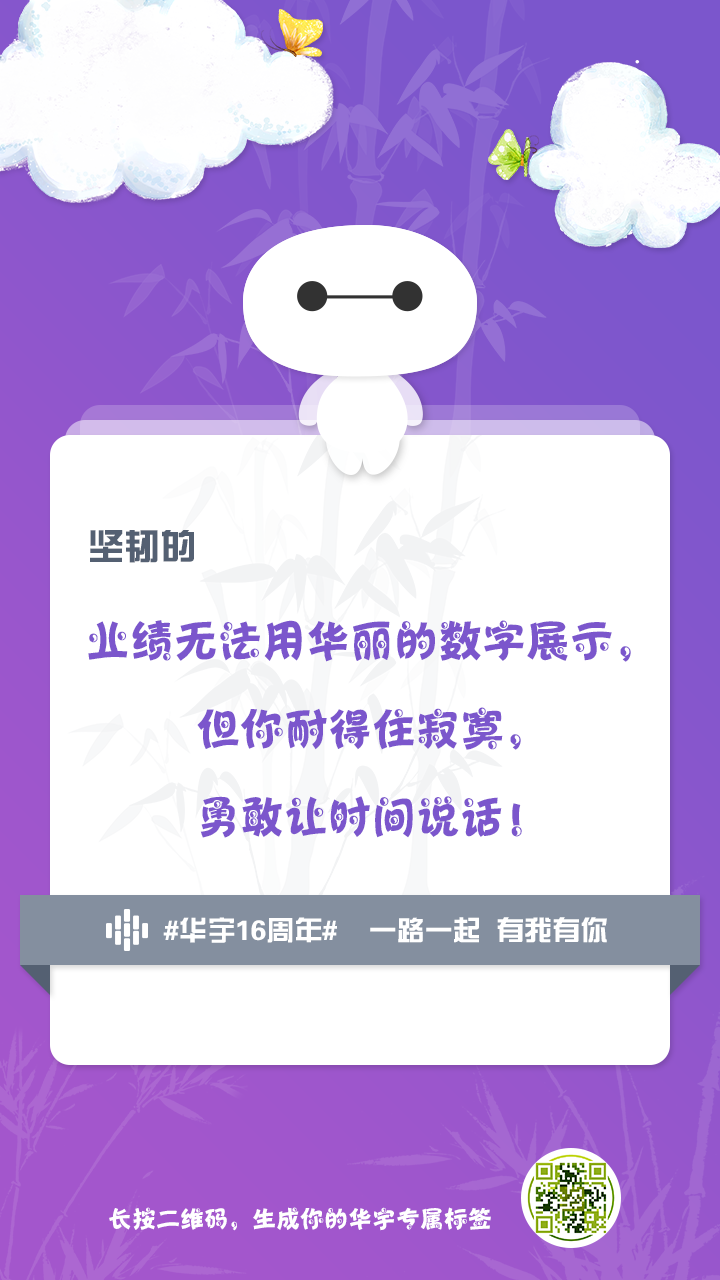 坚韧的
业绩无法用华丽的数字展示，
但你耐得住寂寞，
勇敢让时间说话！
#华宇16周年# 一路一起 有我有你
长按二维码，生成你的华宇专属标签